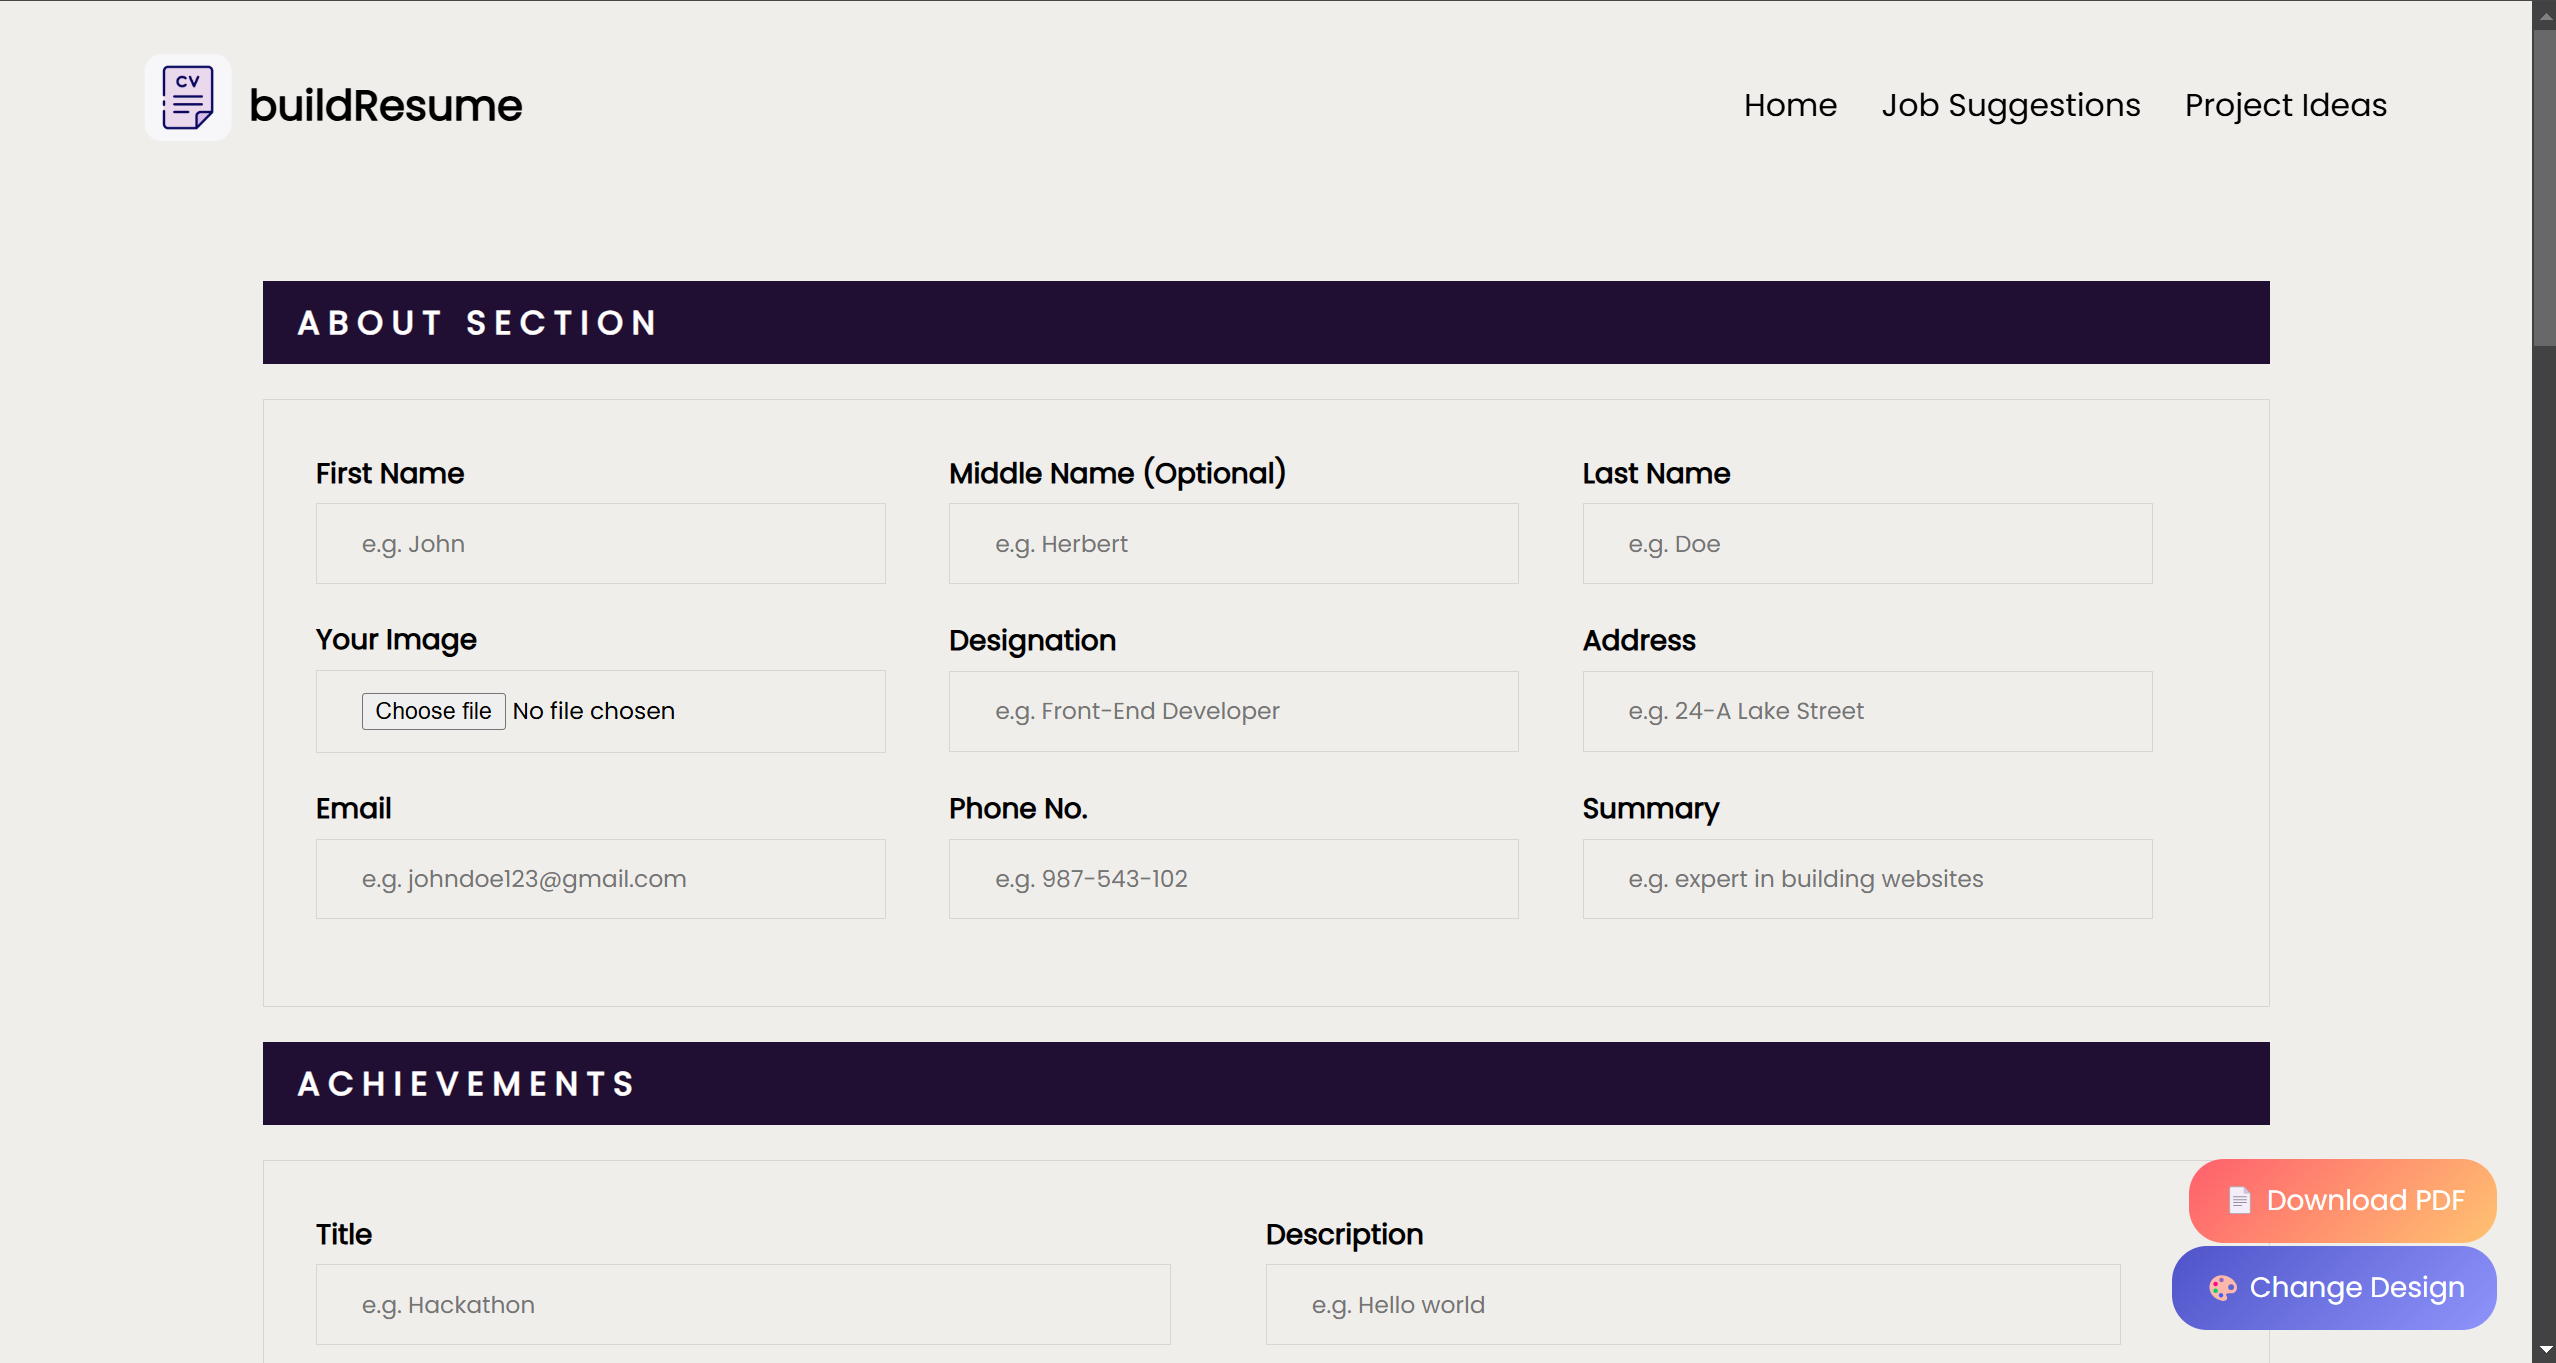 CV
buildResume
Home Job Suggestions Project Ideas
ABOUT SECTION
First Name Middle Name (Optional) Last Name
e.g. John e.g. Herbert e.g. Doe
Your Image Designation Address
Choose file No file chosen e.g. Front-End Developer e.g. 24-A Lake Street
Email Phone No. Summary
e.g. johndoe123@gmail.com e.g. 987-543-102 e.g. expert in building websites
ACHIEVEMENTS
Download PDF
Title Description
Change Design
e.g. Hackathon e.g. Hello world